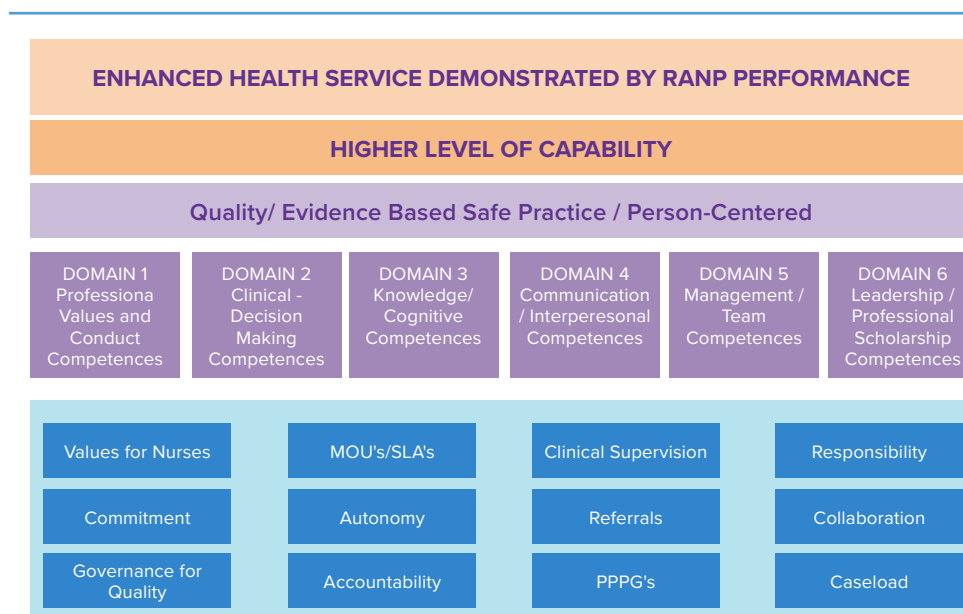 ENHANCED HEALTH SERVICE DEMONSTRATED BY RANP PERFORMANCE
HIGHER LEVEL OF CAPABILITY
Quality/ Evidence Based Safe Practice / Person-Centered
DOMAIN 1
Professiona
Values and
Conduct
Competences
DOMAIN 2
Clinical -
Decision
Making
Competences
DOMAIN 3
Knowledge/
Cognitive
Competences
DOMAIN 4
Communication
/ Interperesonal
Competences
DOMAIN 5
Management /
Team
Competences
DOMAIN 6
Leadership /
Professional
Scholarship
Competences
Values for Nurses
MOU's/SLA's
Clinical Supervision
Responsibility
Commitment
Autonomy
Referrals
Collaboration
Governance for
Quality
Accountability
PPPG's
Caseload